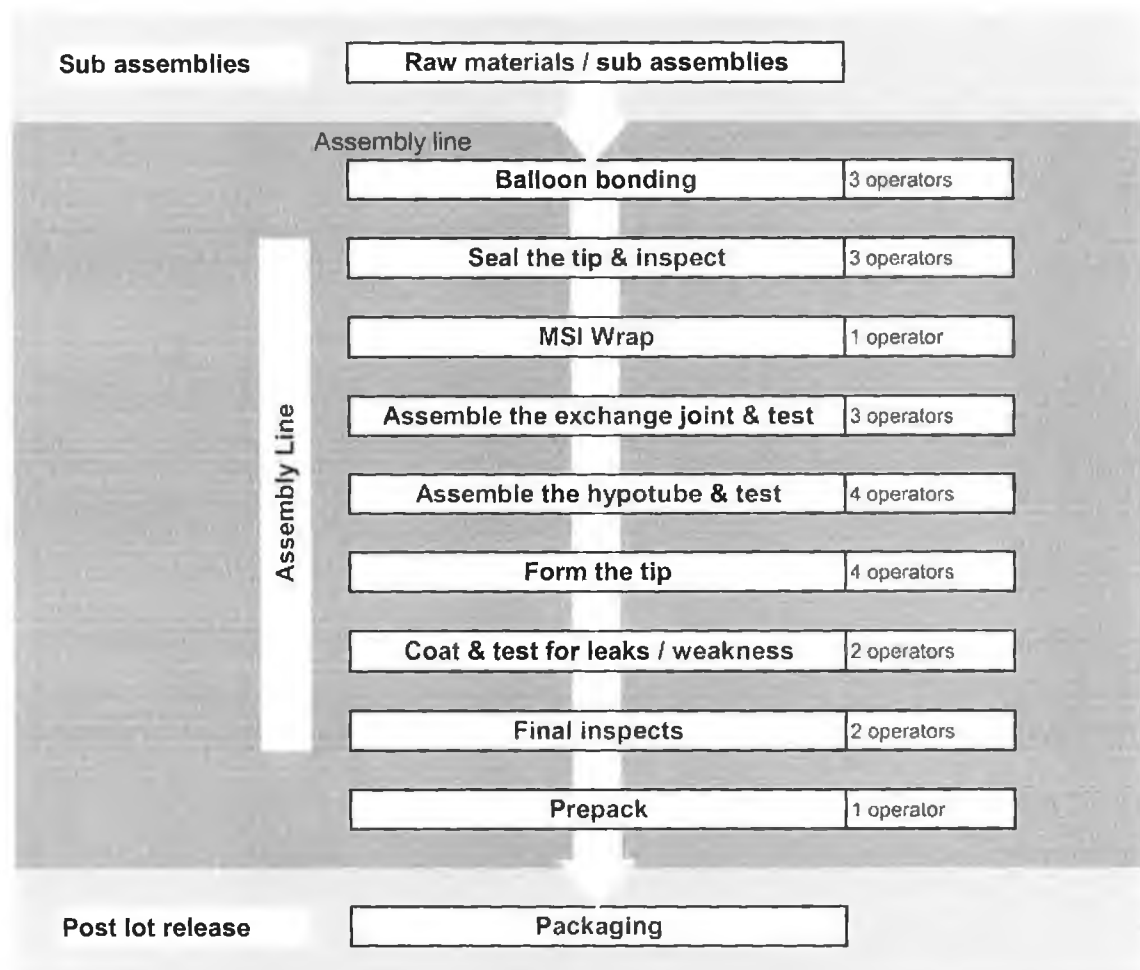 Sub assemblies
Raw materials / sub assemblies
Assembly line
Balloon bonding
3 operators
Seal the tip & inspect
3 operators
MSI Wrap
1 operator
Assemble the exchange joint & test
3 operators
Assemble the hypotube & test
4 operators
Form the tip
4 operators
Coat & test for leaks / weakness
2 operators
Final inspects
2 operators
Prepack
1 operator
Assembly Line
Post lot release
Packaging